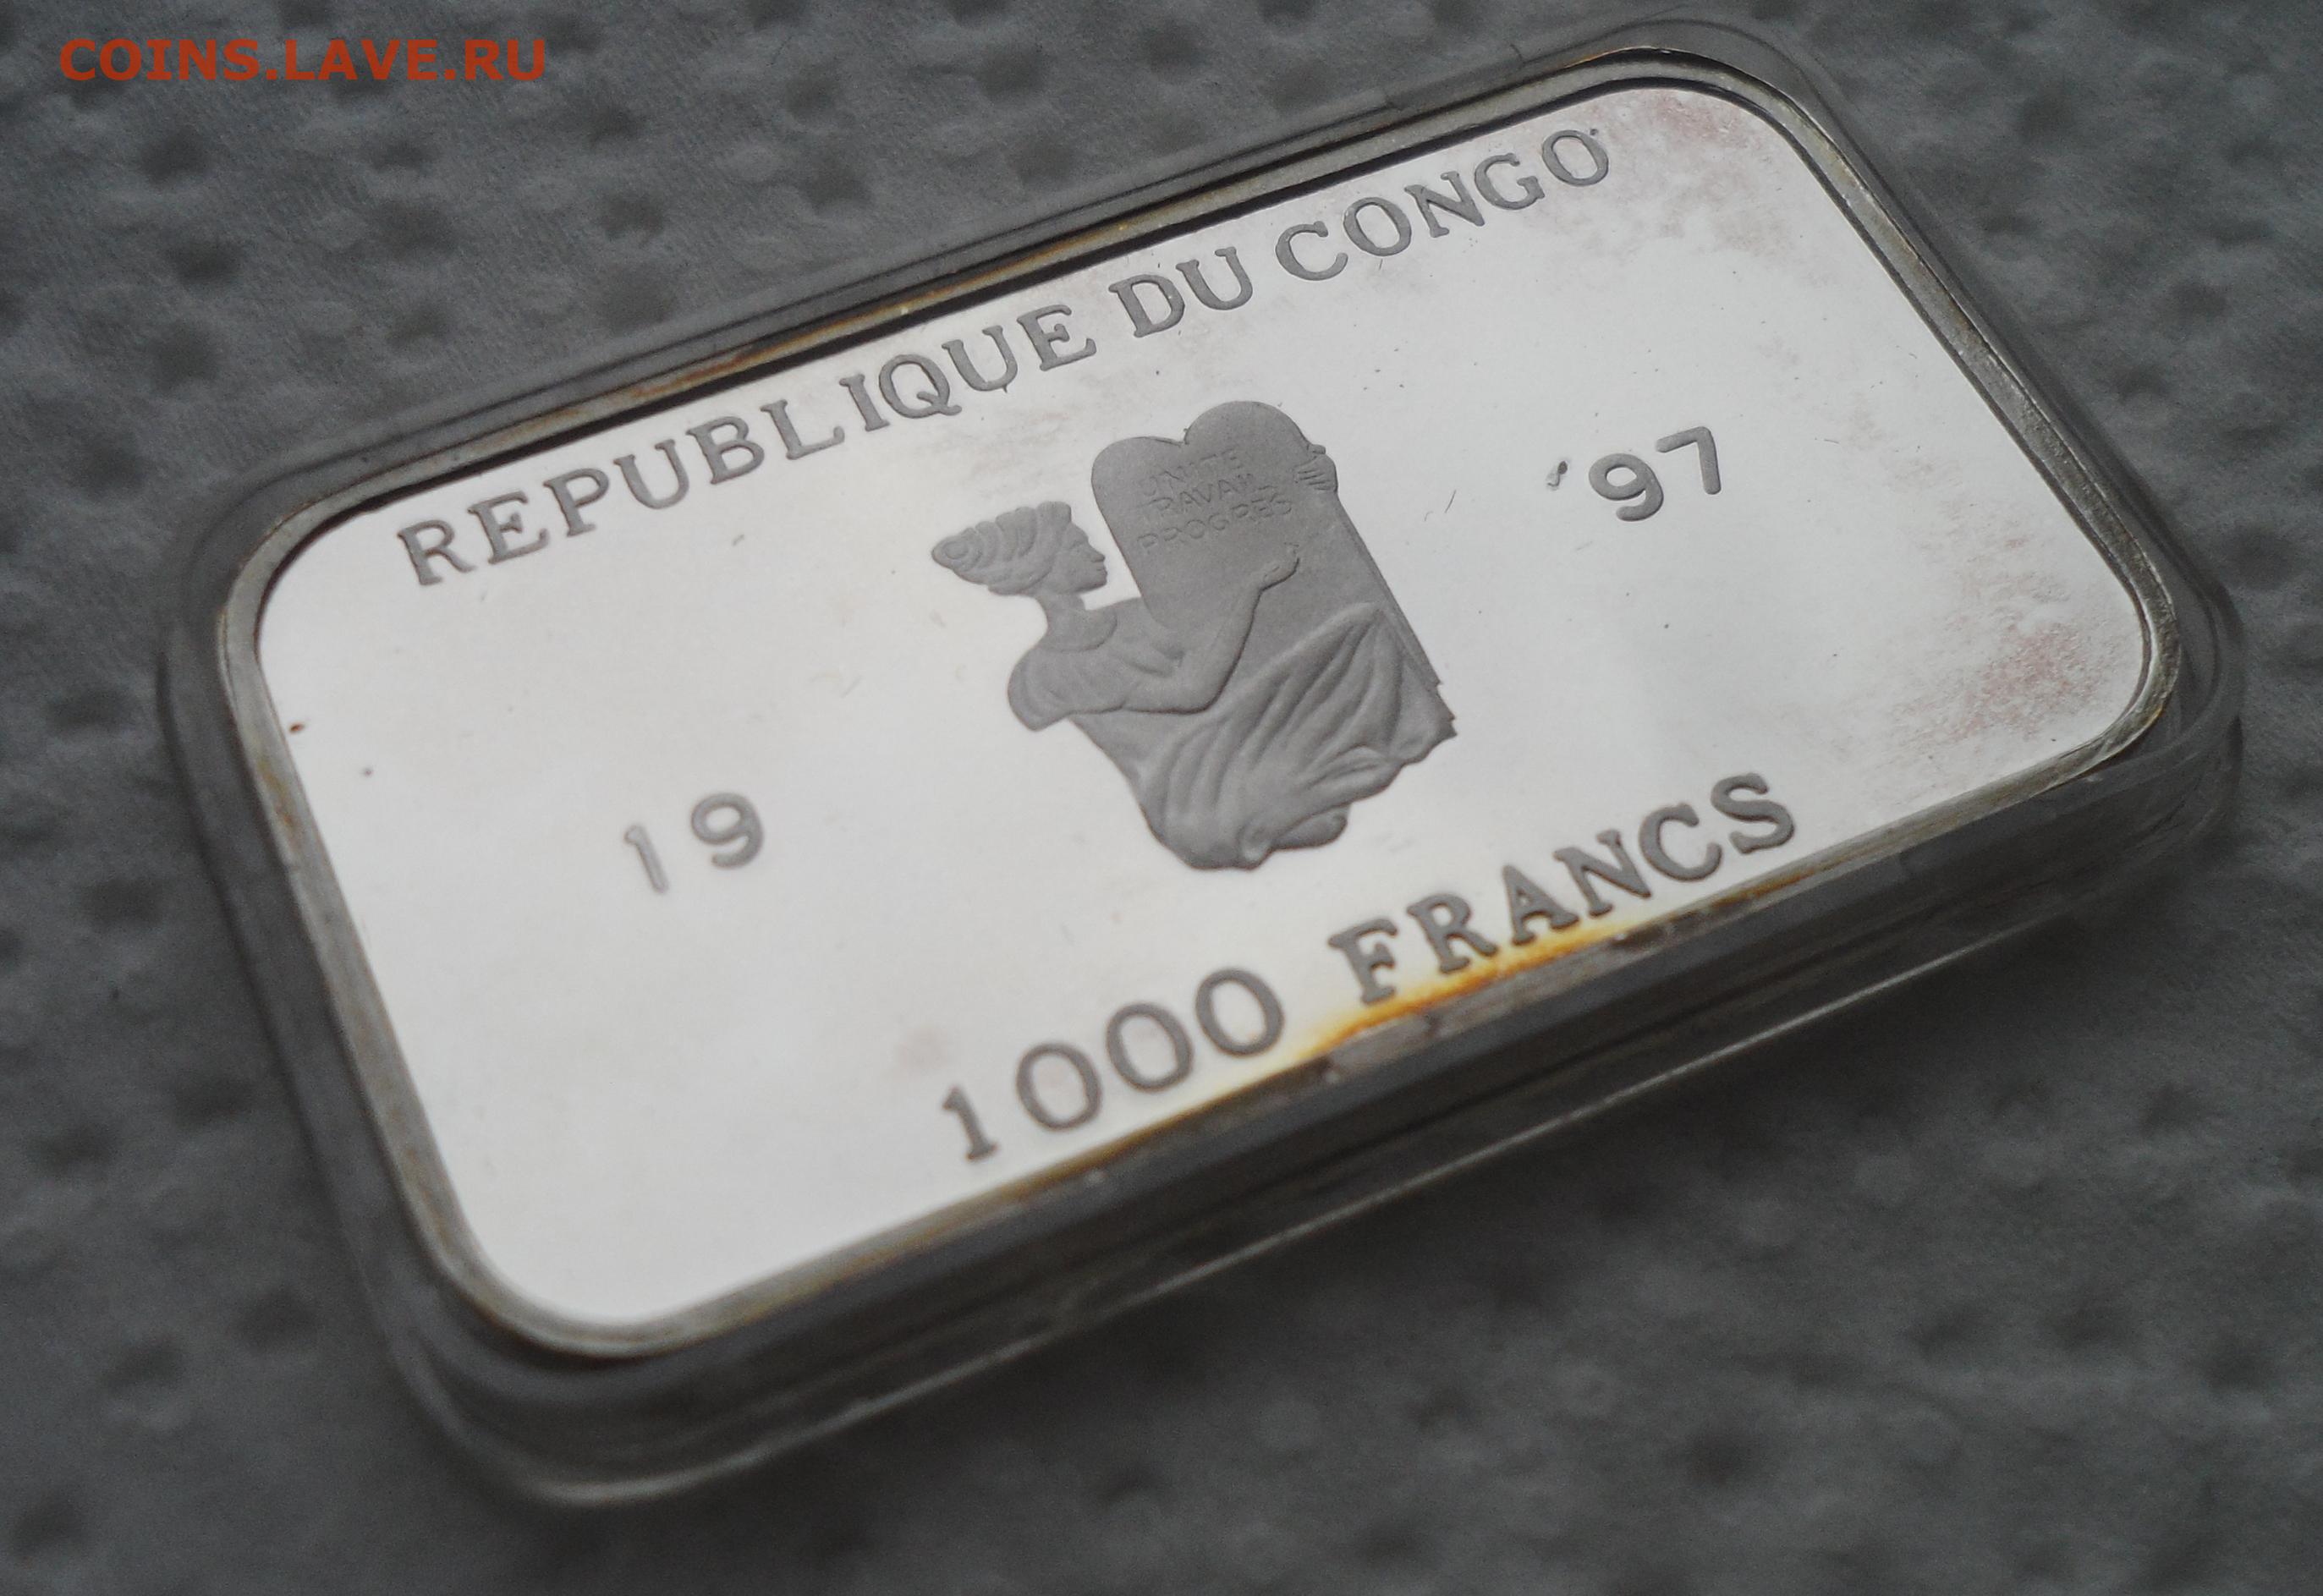 COINS.LAVE.RU
REPUBLIQUE DU CONGO
UNITE
TRAVAIL
PROGRES
19 '97
1000 FRANCS